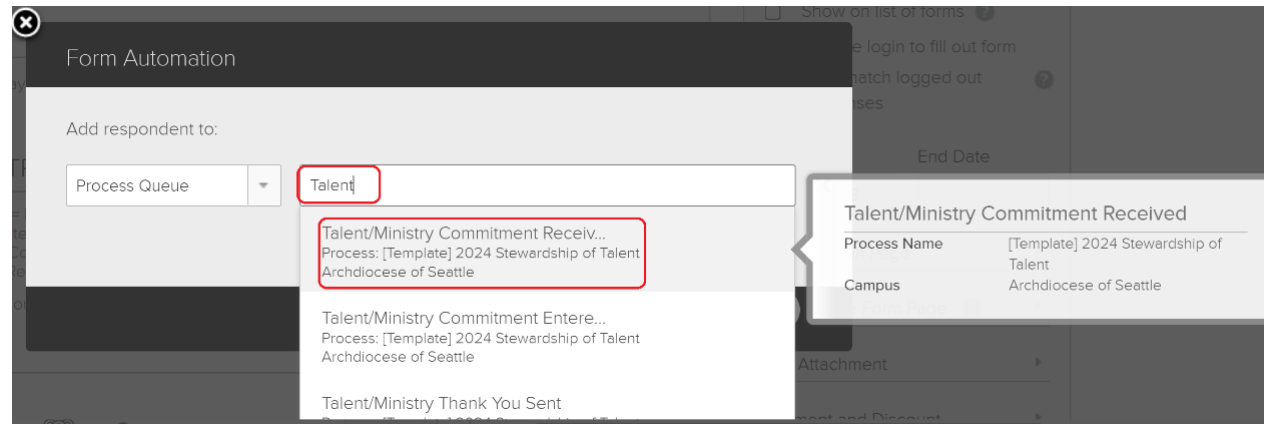 Show on list of forms
Form Automation
e login to fill out form
natch logged out
Add respondent to:
End Date
Process Queue
Talent
Talent/Ministry Commitment Receiv...
Process: [Template] 2024 Stewardship of Talent
Archdiocese of Seattle
Talent/Ministry Commitment Received
Process Name
[Template] 2024 Stewardship of
Talent
Campus
Archdiocese of Seattle
Talent/Ministry Commitment Entere...
Process: [Template] 2024 Stewardship of Talent
Archdiocese of Seattle
Attachment
Talent/Ministry Thank You Sent
and Discount